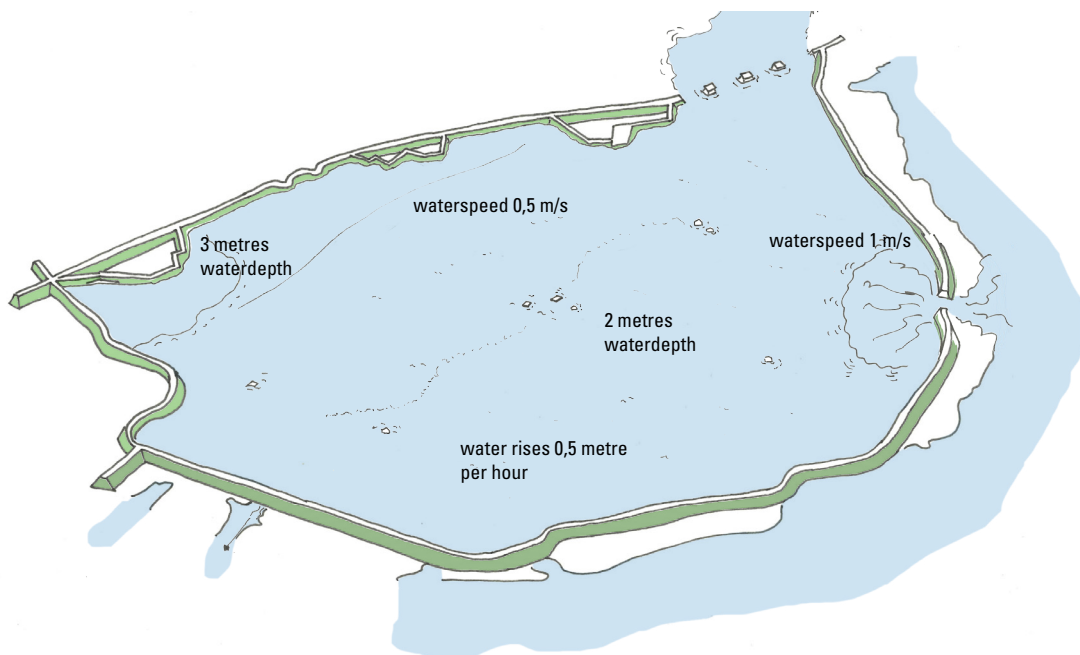 waterspeed 0,5 m/s
3 metres
waterdepth
waterspeed 1 m/s
2 metres
waterdepth
water rises 0,5 metre
per hour